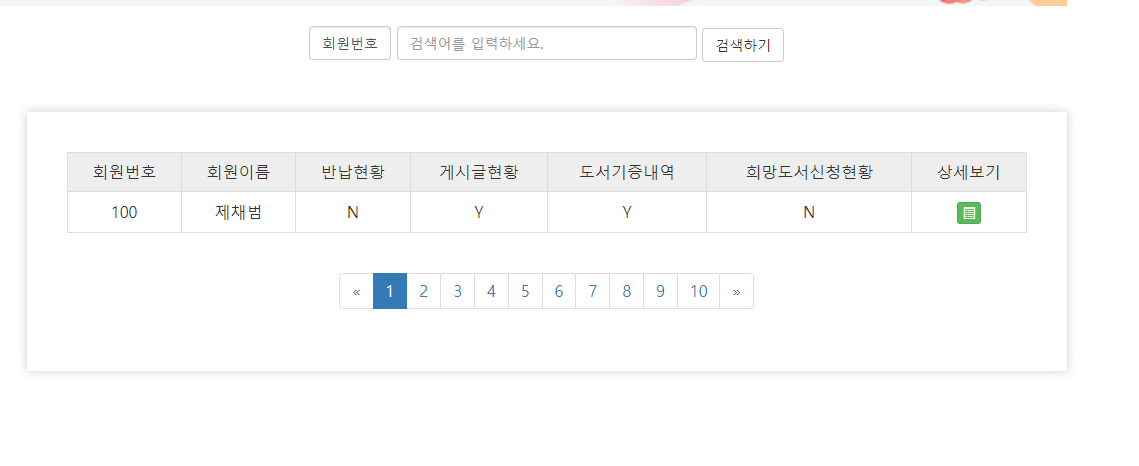 회원번호 검색어를 입력하세요. 검색하기
회원번호 회원이름 반납현황 게시글현황 도서기증내역 희망도서신청현황 상세보기
100 제채범 N Y Y N
« 1 2 3 4 5 6 7 8 9 10 »